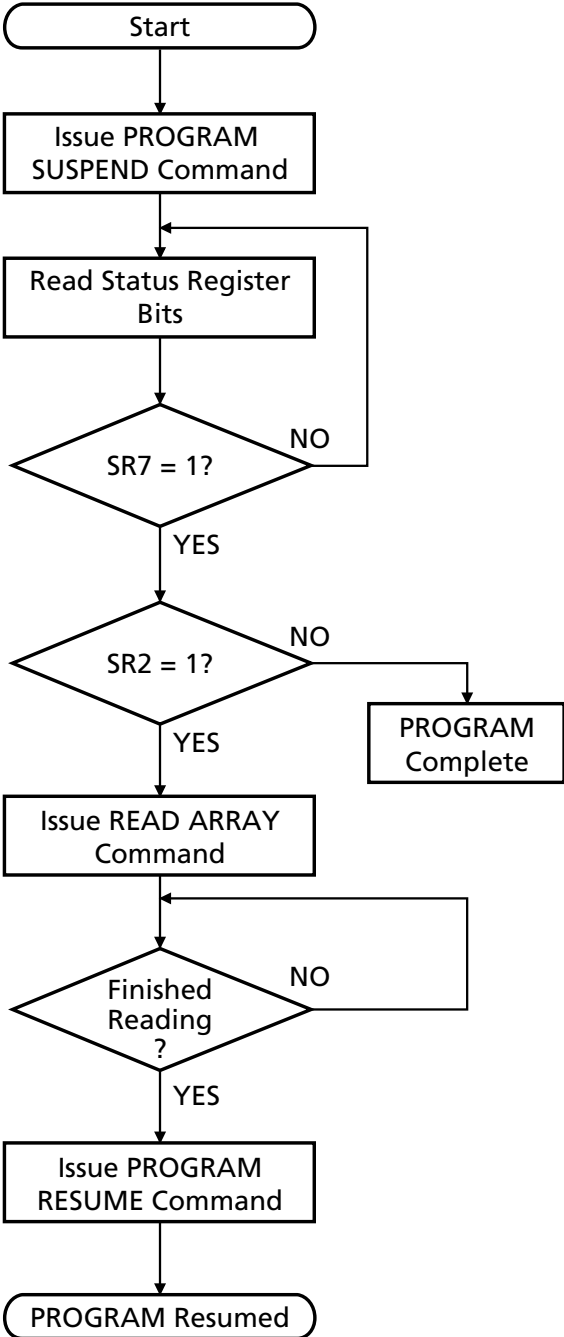 Start
Issue PROGRAM
SUSPEND Command
Read Status Register
Bits
SR7 = 1?
NO
YES
SR2 = 1?
NO
YES
PROGRAM
Complete
Issue READ ARRAY
Command
Finished
Reading
?
NO
YES
Issue PROGRAM
RESUME Command
PROGRAM Resumed